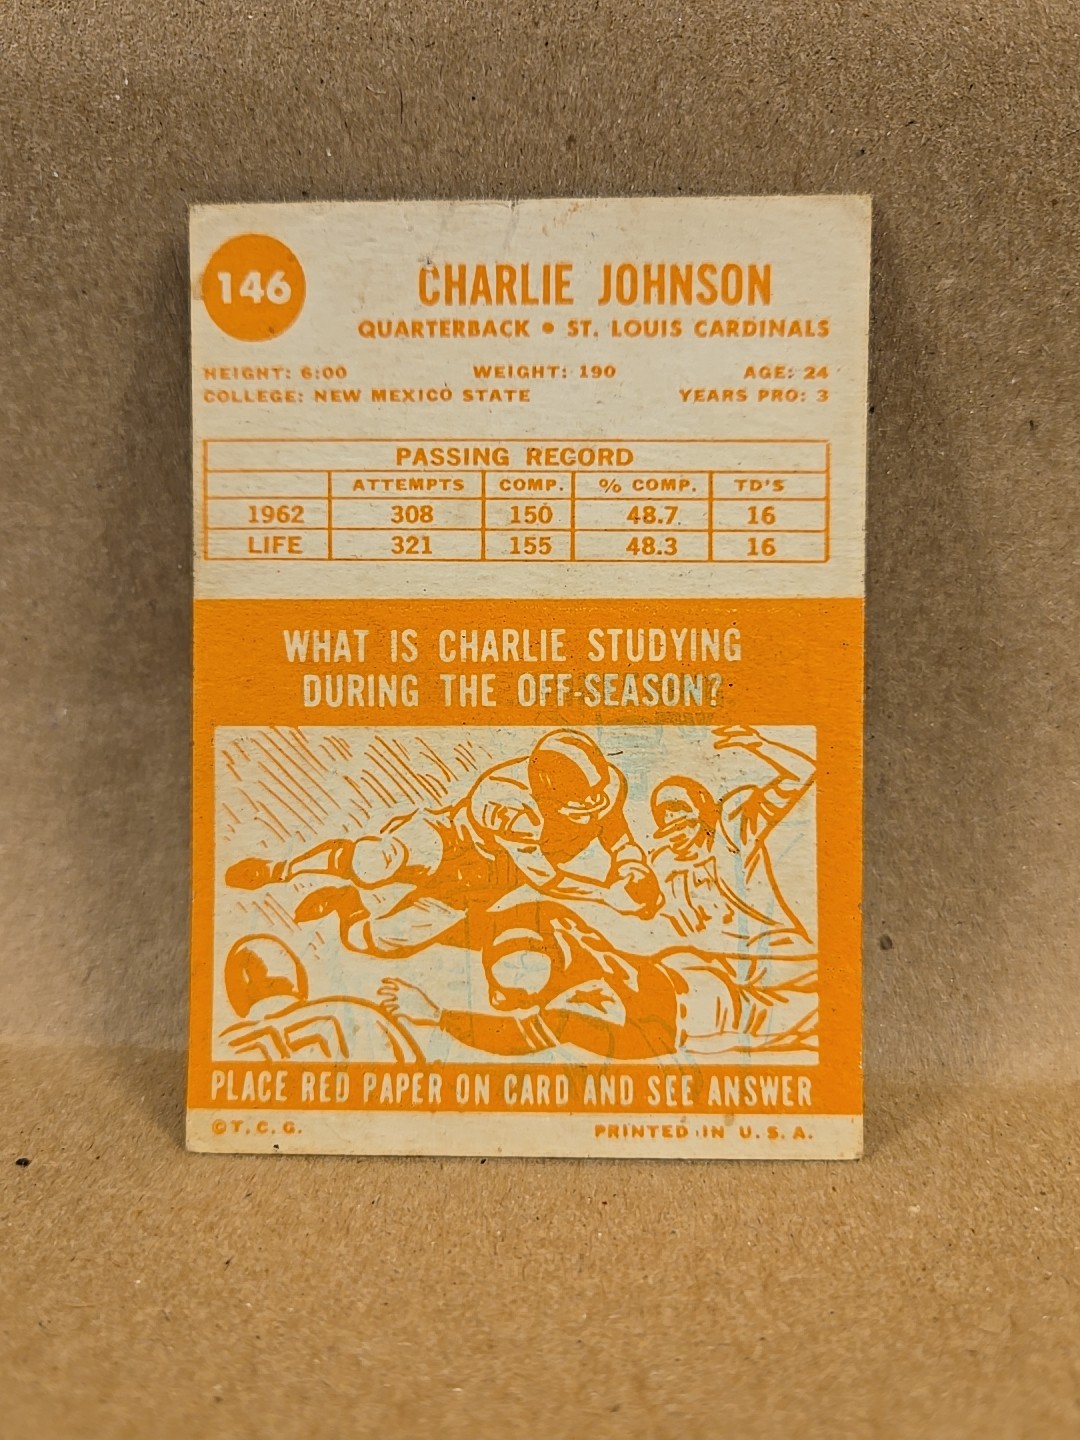 146
CHARLIE JOHNSON
QUARTERBACK • ST. LOUIS CARDINALS
HEIGHT: 6:00 WEIGHT: 190 AGE: 24
COLLEGE: NEW MEXICO STATE YEARS PRO: 3
PASSING RECORD
ATTEMPTS COMP. % COMP. TD'S
1962 308 150 48.7 16
LIFE 321 155 48.3 16
WHAT IS CHARLIE STUDYING
DURING THE OFF-SEASON?
PLACE RED PAPER ON CARD AND SEE ANSWER
©T.C.G. PRINTED IN U.S.A.